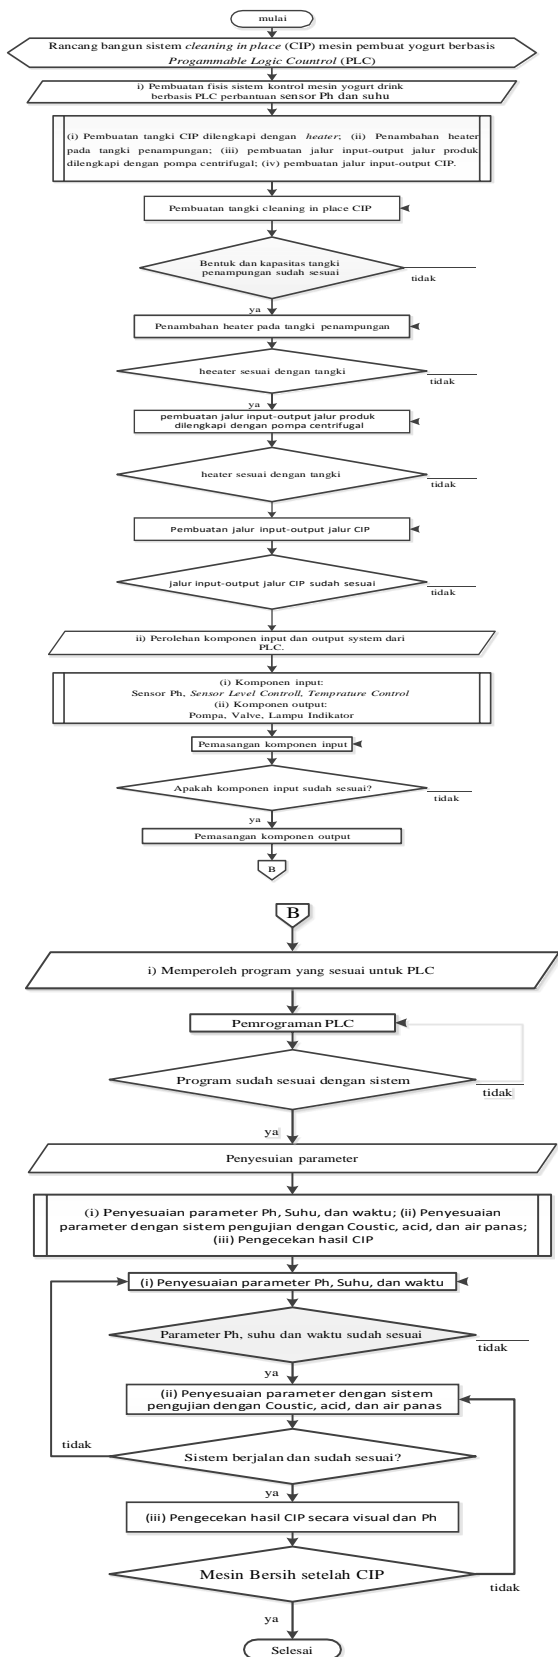 mulai
Rancang bangun sistem cleaning in place (CIP) mesin pembuat yogurt berbasis
Progammable Logic Countrol (PLC)
i) Pembuatan fisis sistem kontrol mesin yogurt drink
berbasis PLC perbantuan sensor Ph dan suhu
(i) Pembuatan tangki CIP dilengkapi dengan heater; (ii) Penambahan heater
pada tangki penampungan; (iii) pembuatan jalur input-output jalur produk
dilengkapi dengan pompa centrifugal; (iv) pembuatan jalur input-output CIP.
Pembuatan tangki cleaning in place CIP
Bentuk dan kapasitas tangki
penampungan sudah sesuai
tidak
ya
Penambahan heater pada tangki penampungan
heeater sesuai dengan tangki
tidak
ya
pembuatan jalur input-output jalur produk
dilengkapi dengan pompa centrifugal
heater sesuai dengan tangki
tidak
Pembuatan jalur input-output jalur CIP
jalur input-output jalur CIP sudah sesuai
tidak
ii) Perolehan komponen input dan output system dari
PLC.
(i) Komponen input:
Sensor Ph, Sensor Level Controll, Temprature Control
(ii) Komponen output:
Pompa, Valve, Lampu Indikator
Pemasangan komponen input
Apakah komponen input sudah sesuai?
tidak
ya
Pemasangan komponen output
B
B
i) Memperoleh program yang sesuai untuk PLC
Pemrograman PLC
Program sudah sesuai dengan sistem
tidak
ya
Penyesuian parameter
(i) Penyesuaian parameter Ph, Suhu, dan waktu; (ii) Penyesuaian
parameter dengan sistem pengujian dengan Coustic, acid, dan air panas;
(iii) Pengecekan hasil CIP
(i) Penyesuaian parameter Ph, Suhu, dan waktu
Parameter Ph, suhu dan waktu sudah sesuai
tidak
ya
(ii) Penyesuaian parameter dengan sistem
pengujian dengan Coustic, acid, dan air panas
tidak
Sistem berjalan dan sudah sesuai?
ya
(iii) Pengecekan hasil CIP secara visual dan Ph
Mesin Bersih setelah CIP
tidak
ya
Selesai